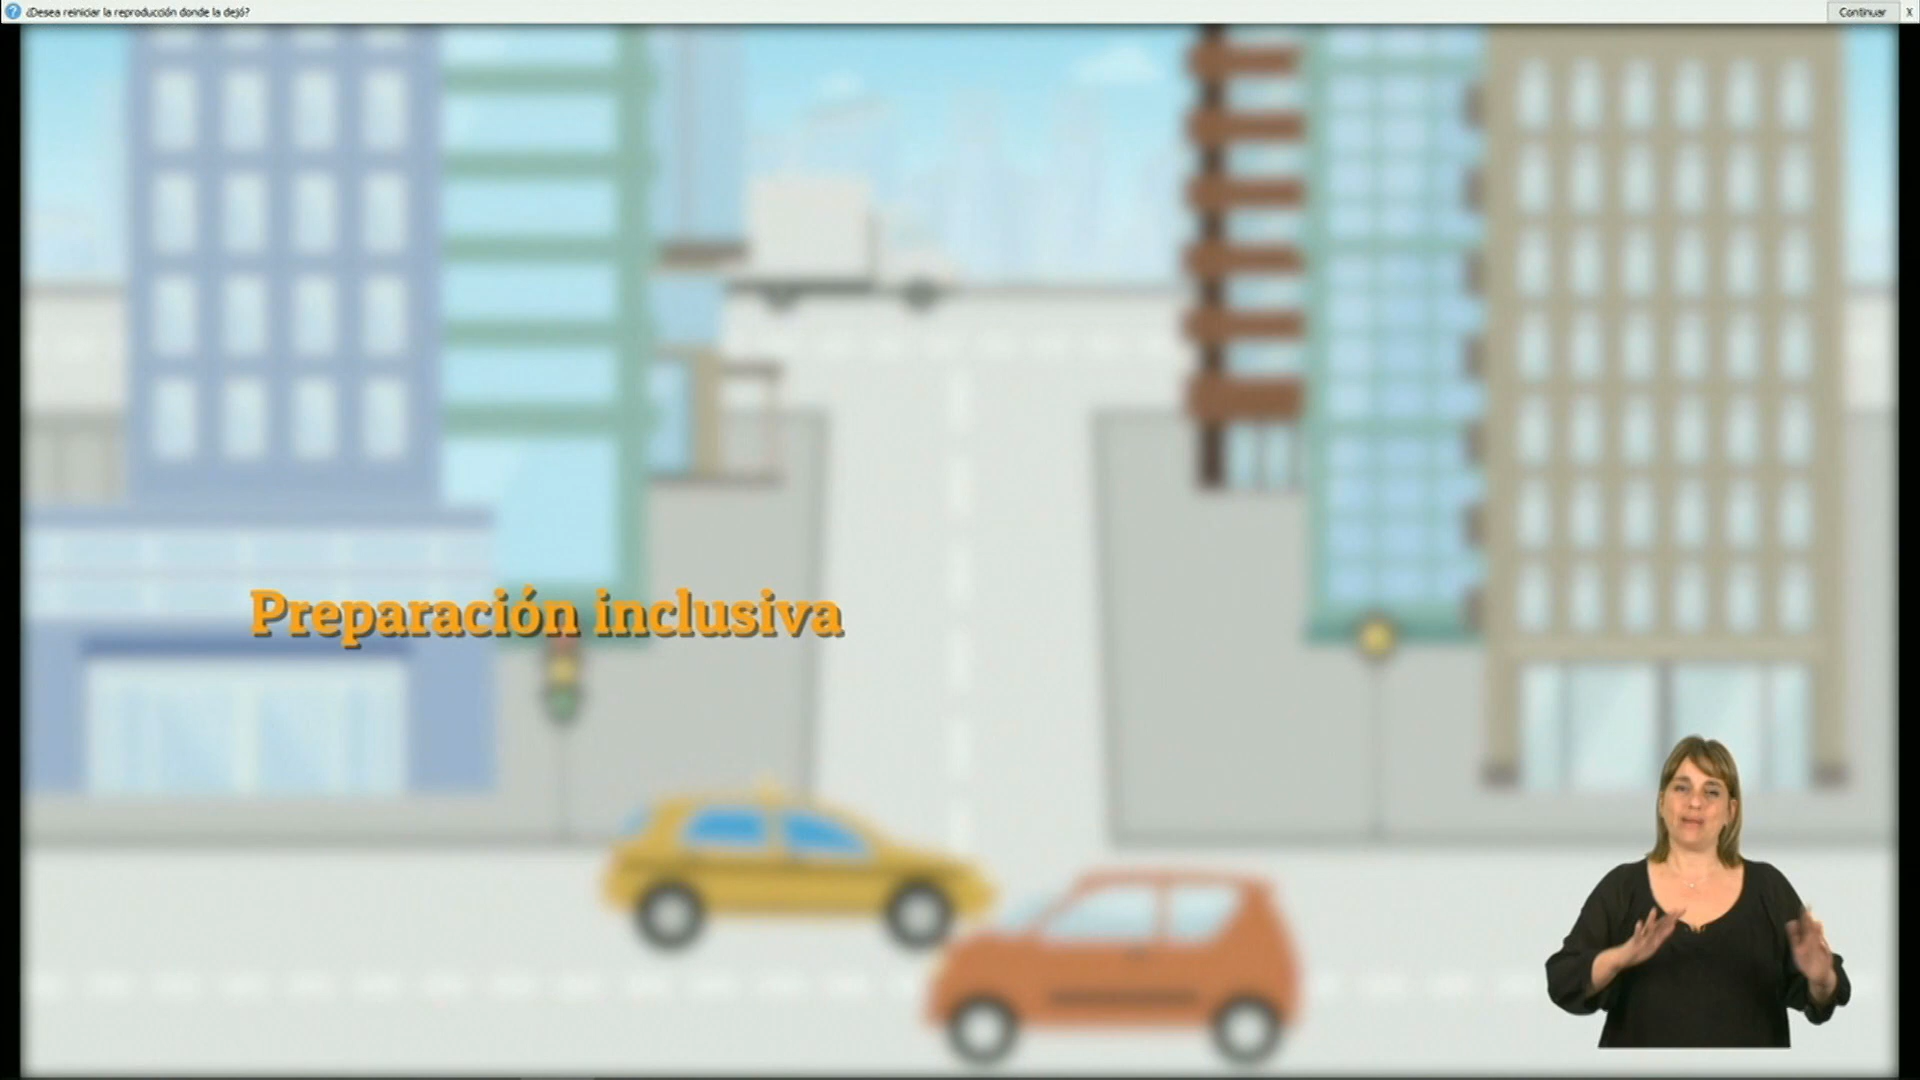 ¿Desea reiniciar la reproducción donde la dejó?
Continuar
X
Preparación inclusiva